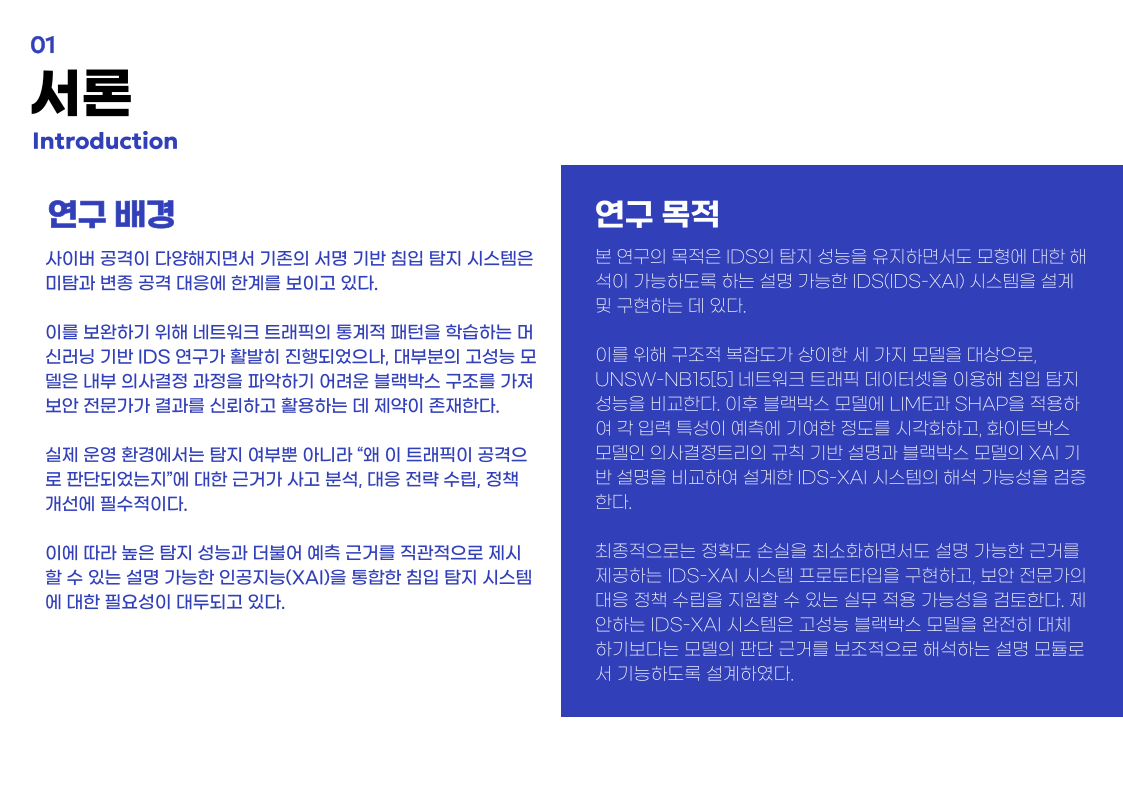 01
서론
Introduction
연구 배경
사이버 공격이 다양해지면서 기존의 서명 기반 침입 탐지 시스템은
미탐과 변종 공격 대응에 한계를 보이고 있다.
이를 보완하기 위해 네트워크 트래픽의 통계적 패턴을 학습하는 머
신러닝 기반 IDS 연구가 활발히 진행되었으나, 대부분의 고성능 모
델은 내부 의사결정 과정을 파악하기 어려운 블랙박스 구조를 가져
보안 전문가가 결과를 신뢰하고 활용하는 데 제약이 존재한다.
실제 운영 환경에서는 탐지 여부뿐 아니라 “왜 이 트래픽이 공격으
로 판단되었는지”에 대한 근거가 사고 분석, 대응 전략 수립, 정책
개선에 필수적이다.
이에 따라 높은 탐지 성능과 더불어 예측 근거를 직관적으로 제시
할 수 있는 설명 가능한 인공지능(XAI)을 통합한 침입 탐지 시스템
에 대한 필요성이 대두되고 있다.
연구 목적
본 연구의 목적은 IDS의 탐지 성능을 유지하면서도 모형에 대한 해
석이 가능하도록 하는 설명 가능한 IDS(IDS-XAI) 시스템을 설계
및 구현하는 데 있다.
이를 위해 구조적 복잡도가 상이한 세 가지 모델을 대상으로,
UNSW-NB15[5] 네트워크 트래픽 데이터셋을 이용해 침입 탐지
성능을 비교한다. 이후 블랙박스 모델에 LIME과 SHAP을 적용하
여 각 입력 특성이 예측에 기여한 정도를 시각화하고, 화이트박스
모델인 의사결정트리의 규칙 기반 설명과 블랙박스 모델의 XAI 기
반 설명을 비교하여 설계한 IDS-XAI 시스템의 해석 가능성을 검증
한다.
최종적으로는 정확도 손실을 최소화하면서도 설명 가능한 근거를
제공하는 IDS-XAI 시스템 프로토타입을 구현하고, 보안 전문가의
대응 정책 수립을 지원할 수 있는 실무 적용 가능성을 검토한다. 제
안하는 IDS-XAI 시스템은 고성능 블랙박스 모델을 완전히 대체
하기보다는 모델의 판단 근거를 보조적으로 해석하는 설명 모듈로
서 기능하도록 설계하였다.